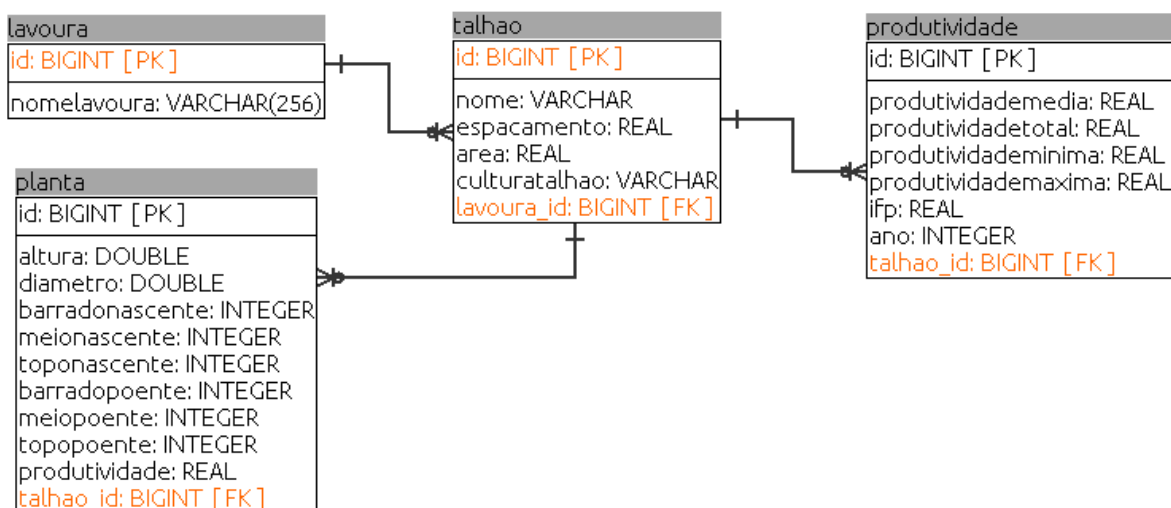 lavoura
id: BIGINT [PK]
nomelavoura: VARCHAR(256)
talhao
id: BIGINT [PK]
nome: VARCHAR
espacamento: REAL
area: REAL
culturatalhao: VARCHAR
lavoura_id: BIGINT [FK]
produtividade
id: BIGINT [PK]
produtividademedia: REAL
produtividadetotal: REAL
produtividademinima: REAL
produtividademaxima: REAL
ifp: REAL
ano: INTEGER
talhao_id: BIGINT [FK]
planta
id: BIGINT [PK]
altura: DOUBLE
diametro: DOUBLE
barradonascente: INTEGER
meionascente: INTEGER
toponascente: INTEGER
barradopoente: INTEGER
meiopoente: INTEGER
topopoente: INTEGER
produtividade: REAL
talhao_id: BIGINT [FK]